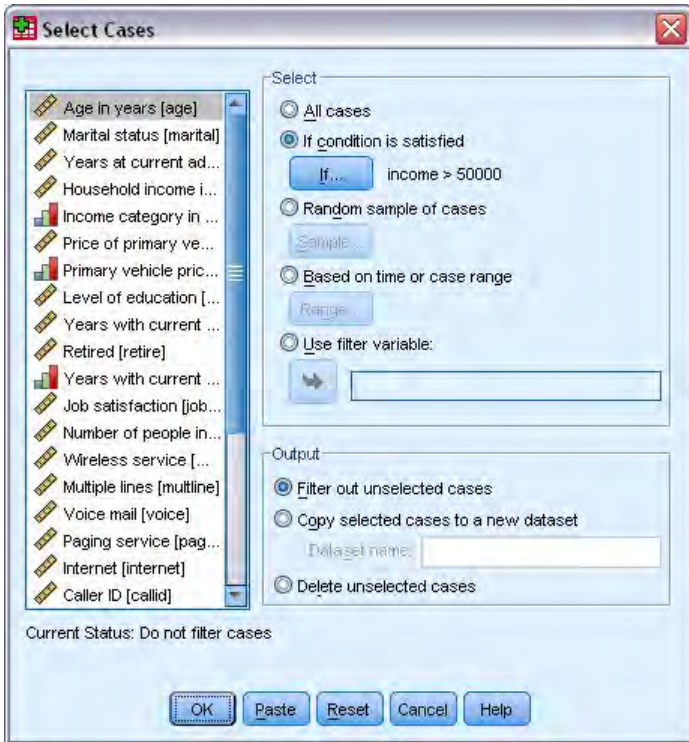 Select Cases
Age in years [age]
Marital status [marital]
Years at current ad...
Household income i...
Income category in ...
Price of primary ve...
Primary vehicle pric...
Level of education [...
Years with current ...
Retired [retire]
Years with current ...
Job satisfaction [job...
Number of people in...
Wireless service [...
Multiple lines [multline]
Voice mail [voice]
Paging service [pag...
Internet [internet]
Caller ID [callid]
Current Status: Do not filter cases
Select
All cases
If condition is satisfied
If... income > 50000
Random sample of cases
Sample...
Based on time or case range
Range...
Use filter variable:
Output
Filter out unselected cases
Copy selected cases to a new dataset
Dataset name:
Delete unselected cases
OK Paste Reset Cancel Help